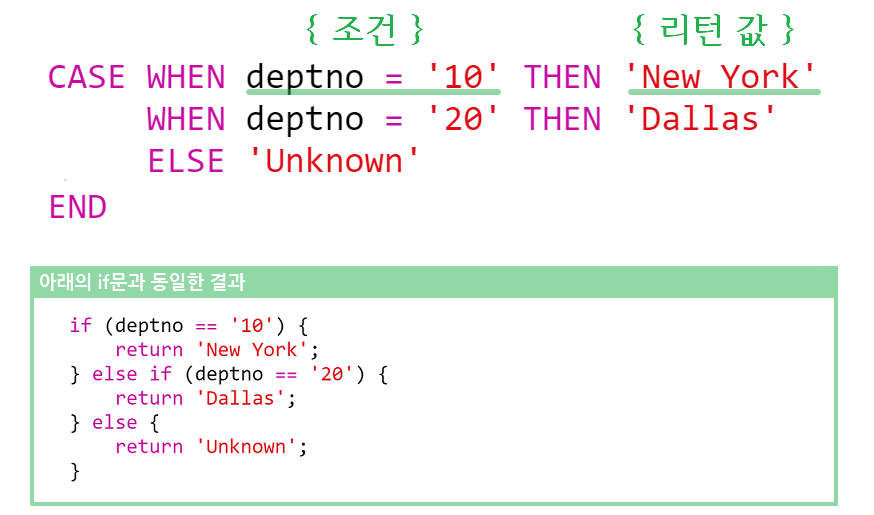 { 조건 } { 리턴 값 }
CASE WHEN deptno = '10' THEN 'New York'
WHEN deptno = '20' THEN 'Dallas'
ELSE 'Unknown'
END
아래의 if문과 동일한 결과
if (deptno == '10') {
return 'New York';
} else if (deptno == '20') {
return 'Dallas';
} else {
return 'Unknown';
}